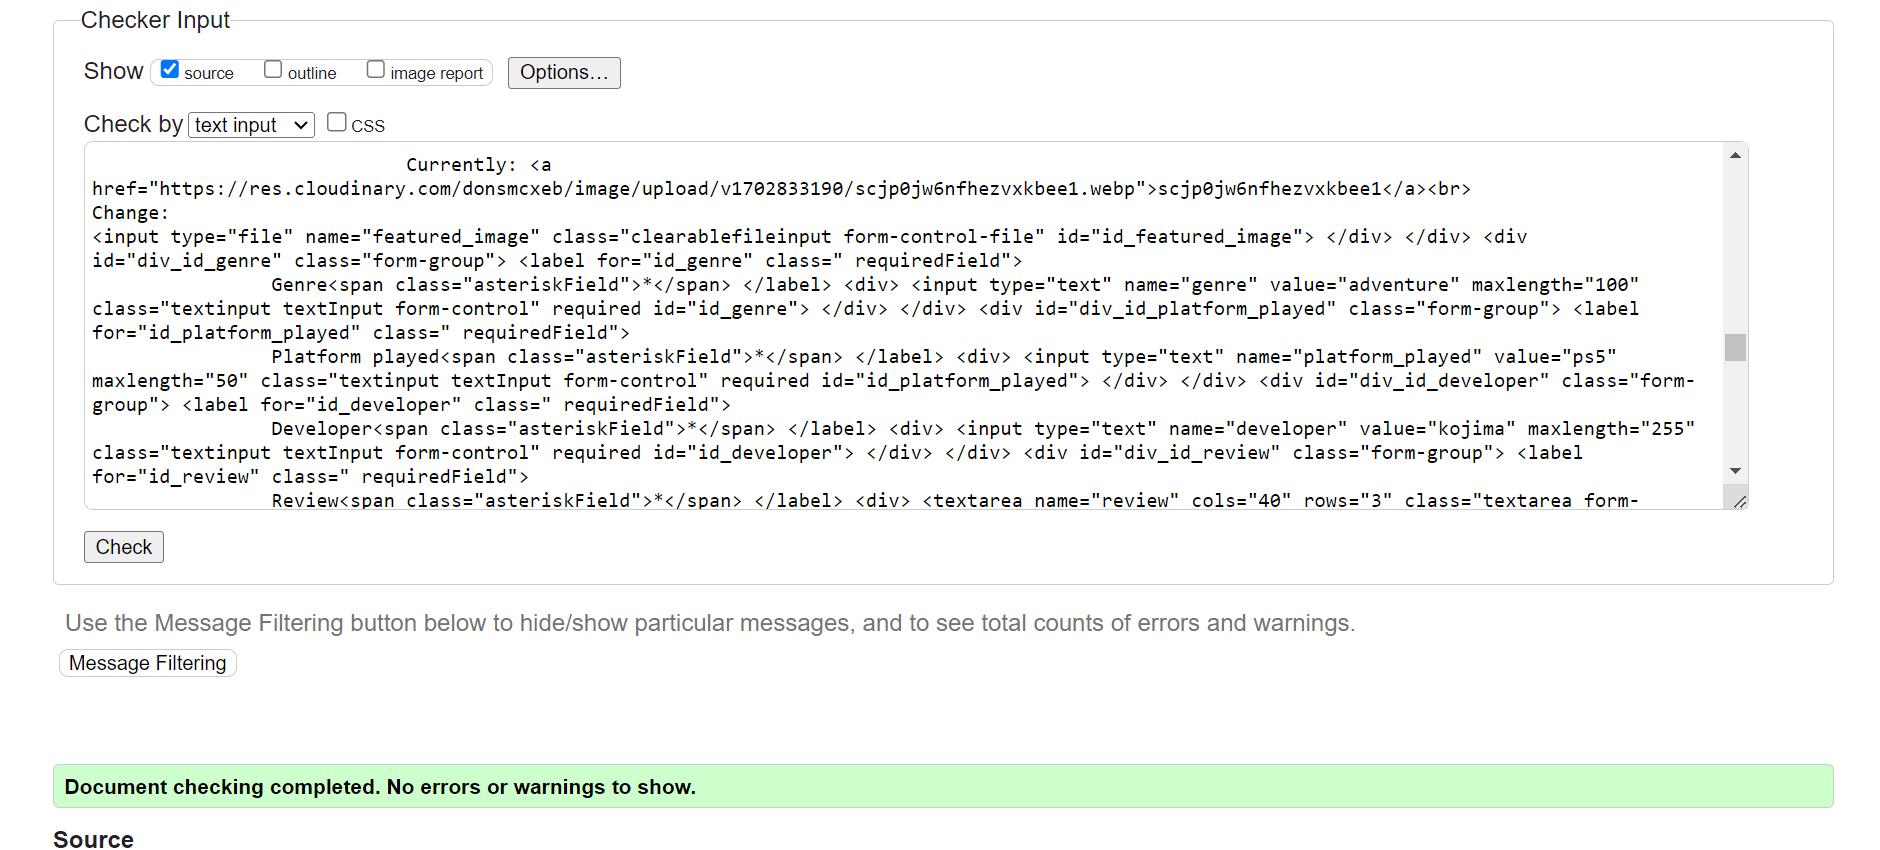 Checker Input
Show source outline image report Options...
Check by text input CSS
Currently: <a
href="https://res.cloudinary.com/donsmcxeb/image/upload/v1702833190/scjp0jw6nfhezvxkbee1.webp">scjp0jw6nfhezvxkbee1</a><br>
Change:
<input type="file" name="featured_image" class="clearablefileinput form-control-file" id="id_featured_image"> </div> </div> <div
id="div_id_genre" class="form-group"> <label for="id_genre" class=" requiredField">
Genre<span class="asteriskField">*</span> </label> <div> <input type="text" name="genre" value="adventure" maxlength="100"
class="textinput textInput form-control" required id="id_genre"> </div> </div> <div id="div_id_platform_played" class="form-group"> <label
for="id_platform_played" class=" requiredField">
Platform played<span class="asteriskField">*</span> </label> <div> <input type="text" name="platform_played" value="ps5"
maxlength="50" class="textinput textInput form-control" required id="id_platform_played"> </div> </div> <div id="div_id_developer" class="form-
group"> <label for="id_developer" class=" requiredField">
Developer<span class="asteriskField">*</span> </label> <div> <input type="text" name="developer" value="kojima" maxlength="255"
class="textinput textInput form-control" required id="id_developer"> </div> </div> <div id="div_id_review" class="form-group"> <label
for="id_review" class=" requiredField">
Review<span class="asteriskField">*</span> </label> <div> <textarea name="review" cols="40" rows="3" class="textarea form-
Check
Use the Message Filtering button below to hide/show particular messages, and to see total counts of errors and warnings.
Message Filtering
Document checking completed. No errors or warnings to show.
Source